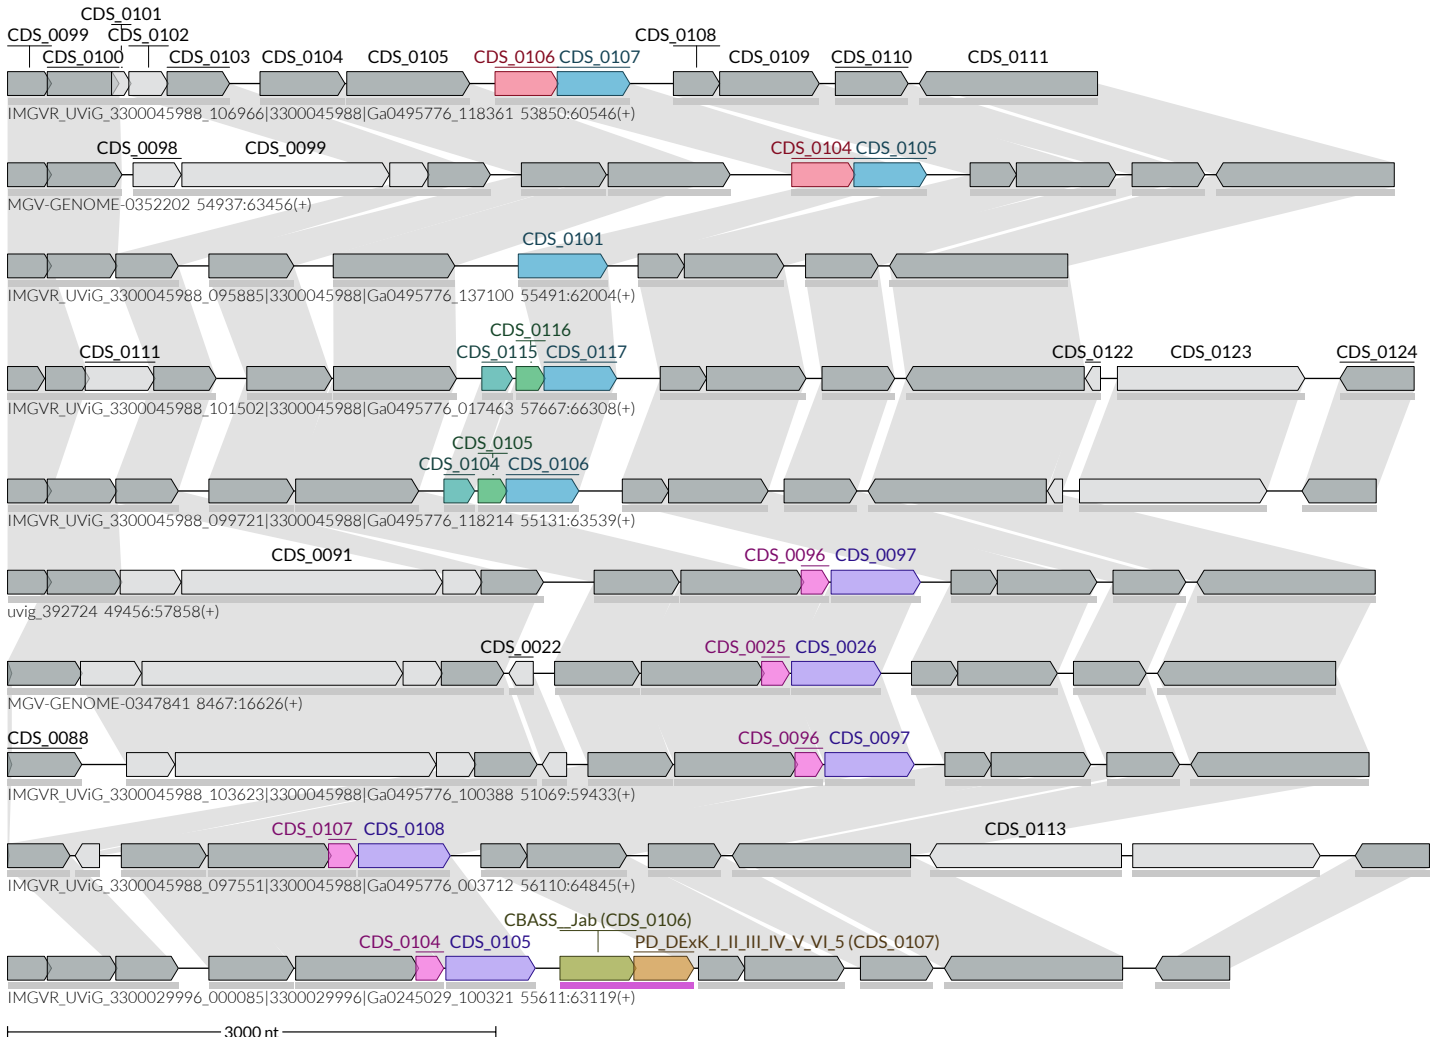 CDS_0101
CDS_0099 CDS_0102 CDS_0108
CDS_0100 CDS_0103 CDS_0104 CDS_0105 CDS_0106 CDS_0107 CDS_0109 CDS_0110 CDS_0111
IMGVR_UViG_3300045988_106966|3300045988|Ga0495776_118361 53850:60546(+)
CDS_0098 CDS_0099 CDS_0104 CDS_0105
MGV-GENOME-0352202 54937:63456(+)
CDS_0101
IMGVR_UViG_3300045988_095885|3300045988|Ga0495776_137100 55491:62004(+)
CDS_0116
CDS_0111 CDS_0115 CDS_0117 CDS_0122 CDS_0123 CDS_0124
IMGVR_UViG_3300045988_101502|3300045988|Ga0495776_017463 57667:66308(+)
CDS_0105
CDS_0104 CDS_0106
IMGVR_UViG_3300045988_099721|3300045988|Ga0495776_118214 55131:63539(+)
CDS_0091 CDS_0096 CDS_0097
uvig_392724 49456:57858(+)
CDS_0022 CDS_0025 CDS_0026
MGV-GENOME-0347841 8467:16626(+)
CDS_0088 CDS_0096 CDS_0097
IMGVR_UViG_3300045988_103623|3300045988|Ga0495776_100388 51069:59433(+)
CDS_0107 CDS_0108 CDS_0113
IMGVR_UViG_3300045988_097551|3300045988|Ga0495776_003712 56110:64845(+)
CBASS__Jab (CDS_0106)
CDS_0104 CDS_0105 PD_DExK_I_II_III_IV_V_VI_5 (CDS_0107)
IMGVR_UViG_3300029996_000085|3300029996|Ga0245029_100321 55611:63119(+)
3000 nt